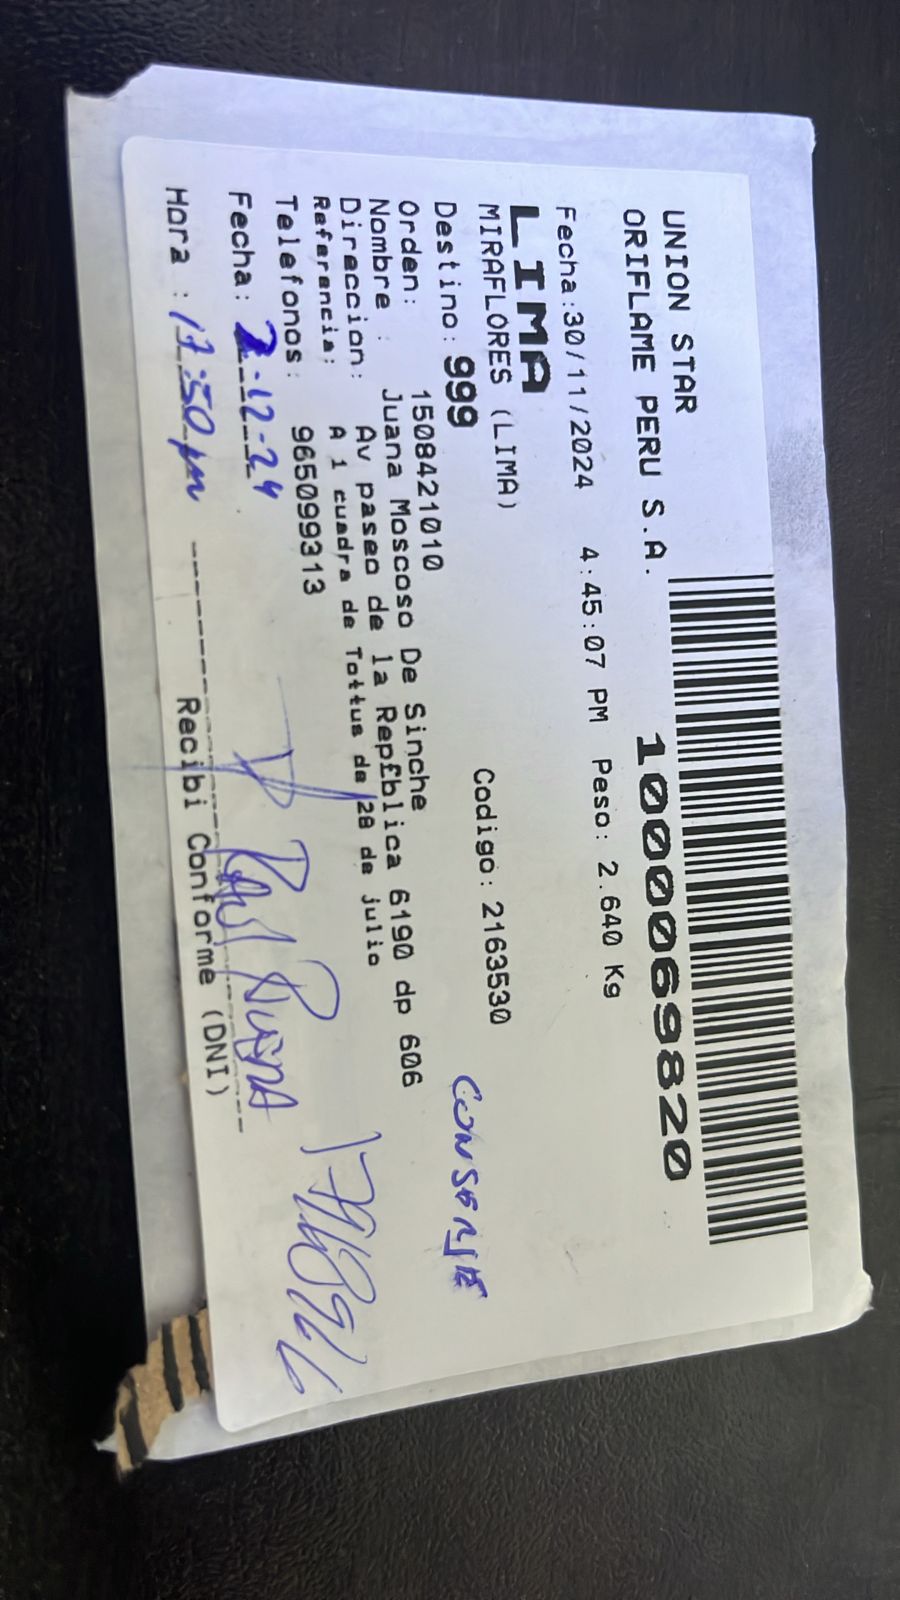 UNION STAR
ORIFLAME PERU S.A.
1000069820
Fecha:30/11/2024 4:45:07 PM Peso: 2.640 Kg
LIMA
MIRAFLORES (LIMA) Codigo: 2163530
Destino: 999
CONSERJE
Orden: 1508421010
Nombre : Juana Moscoso De Sinche
Direccion: Av paseo de la Rep£blica 6190 dp 606
Referencia: A 1 cuadra de Tottus de 28 de julio
Telefonos: 965099313
Fecha: 2-12-24
Hora : 17:50 pm
Recibi Conforme (DNI)